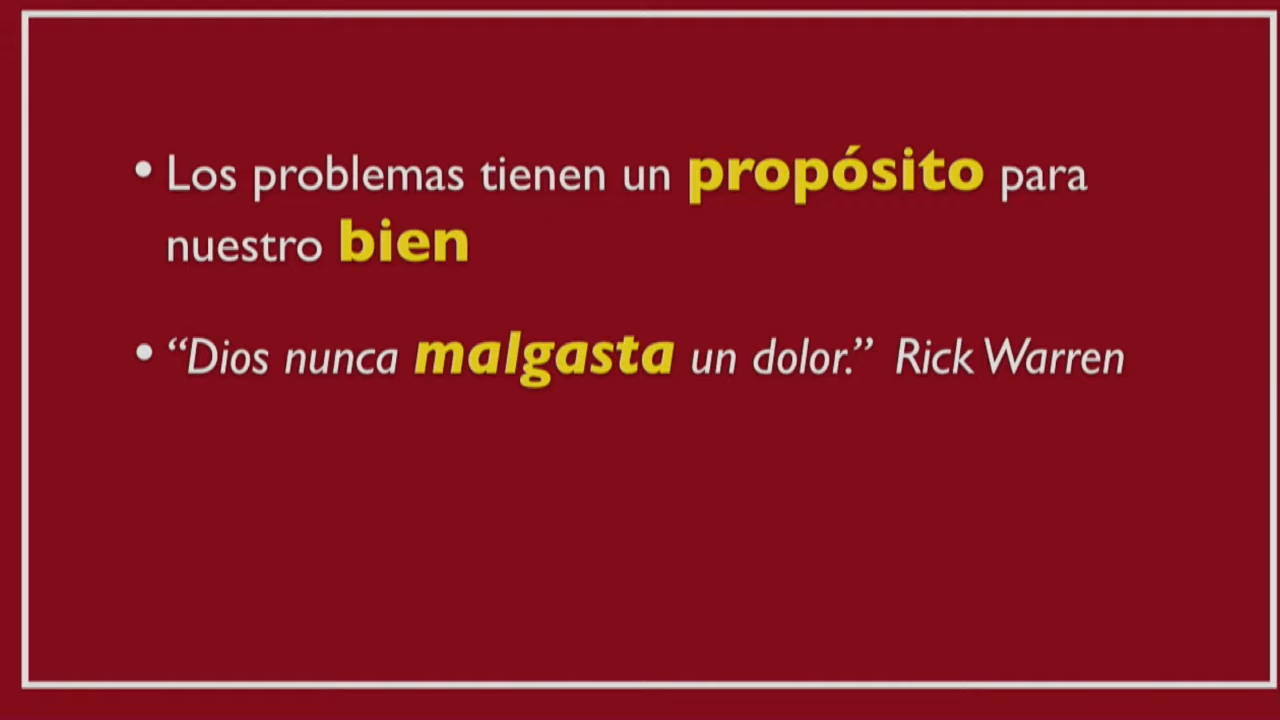 • Los problemas tienen un propósito para
nuestro bien
• “Dios nunca malgasta un dolor.” Rick Warren